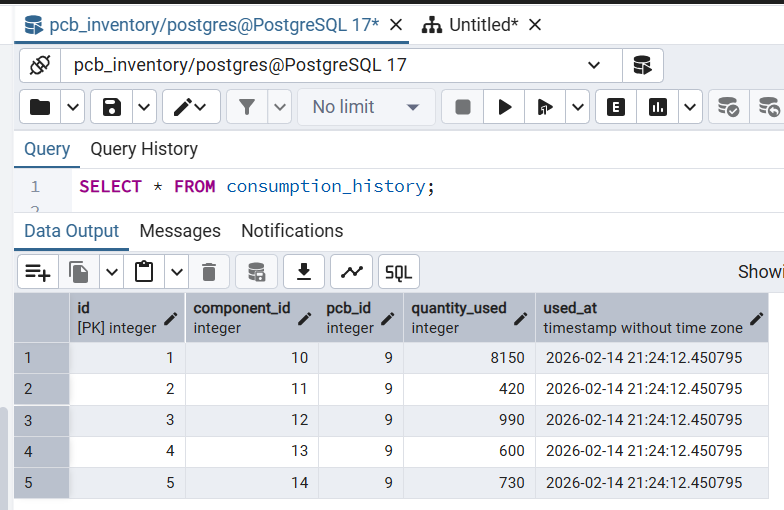 pcb_inventory/postgres@PostgreSQL 17* Untitled*
pcb_inventory/postgres@PostgreSQL 17
No limit E
Query Query History
1 SELECT * FROM consumption_history;
2
Data Output Messages Notifications
SQL Showi
id component_id pcb_id quantity_used used_at
[PK] integer integer integer integer timestamp without time zone
1 1 10 9 8150 2026-02-14 21:24:12.450795
2 2 11 9 420 2026-02-14 21:24:12.450795
3 3 12 9 990 2026-02-14 21:24:12.450795
4 4 13 9 600 2026-02-14 21:24:12.450795
5 5 14 9 730 2026-02-14 21:24:12.450795